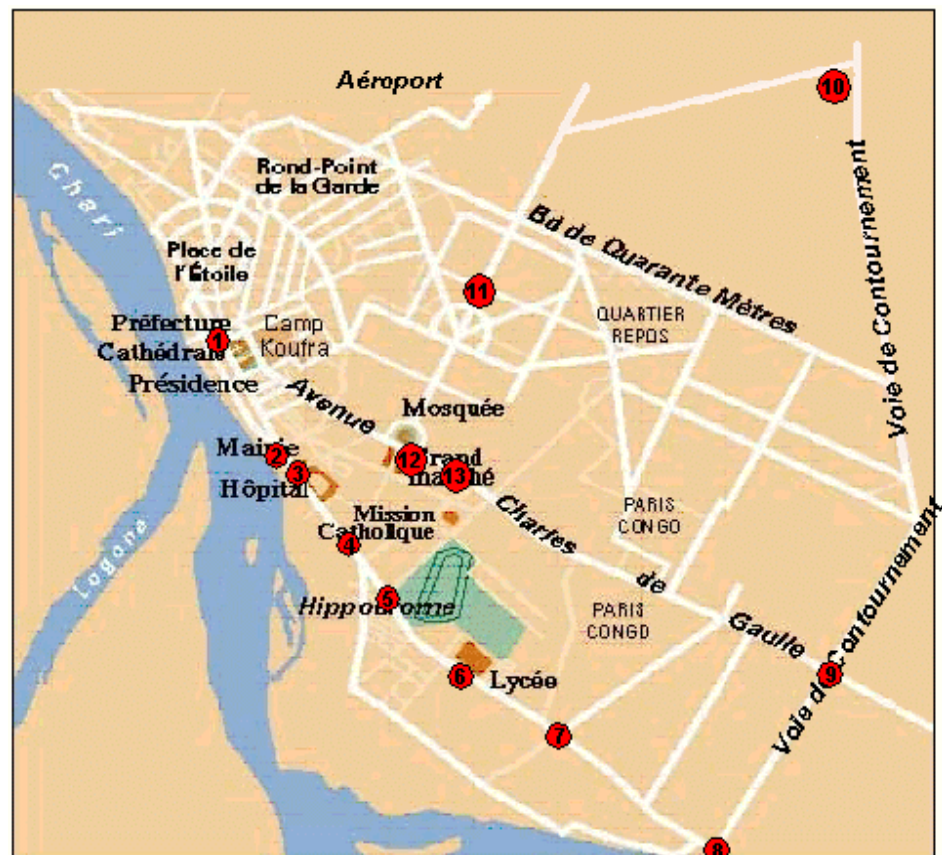 Aéroport
10
Rond-Point
de la Garde
Chari
Place de
l'Étoile
Bd de Quarante Mètres
Voie de Contournement
11
QUARTIER
REPOS
Préfecture
1
Camp
Koufra
Cathédrale
Présidence
Avenue
Mosquée
Mairie
2
3
Hôpital
12
Grand
marché
13
Charles
de
Gaulle
Mission
Catholique
PARIS
CONGO
4
Logone
5
Hippodrome
PARIS
CONGO
6
Lycée
7
9
Voie de Contournement
8